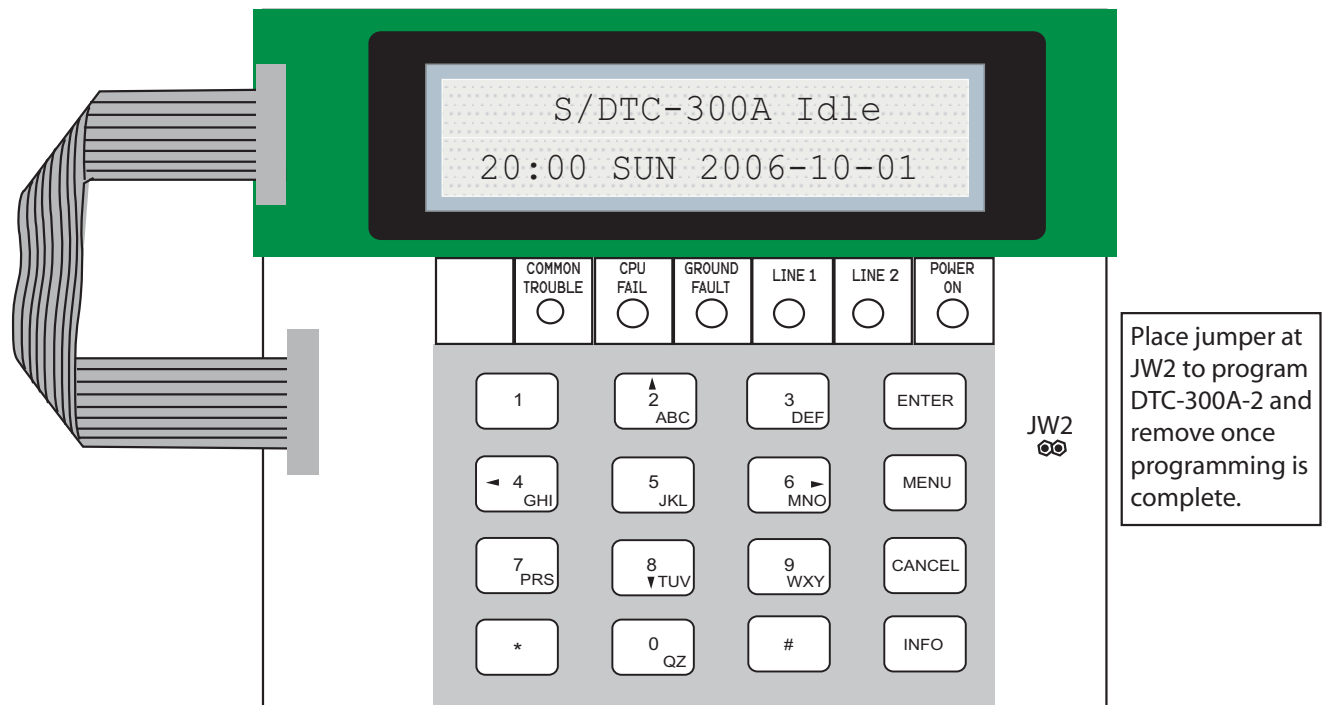 S/DTC-300A Idle
20:00 SUN 2006-10-01
COMMON
TROUBLE
CPU
FAIL
GROUND
FAULT
LINE 1
LINE 2
POWER
ON
1
2
ABC
3
DEF
ENTER
4
GHI
5
JKL
6
MNO
MENU
7
PRS
8
TUV
9
WXY
CANCEL
*
0
QZ
#
INFO
JW2
Place jumper at
JW2 to program
DTC-300A-2 and
remove once
programming is
complete.